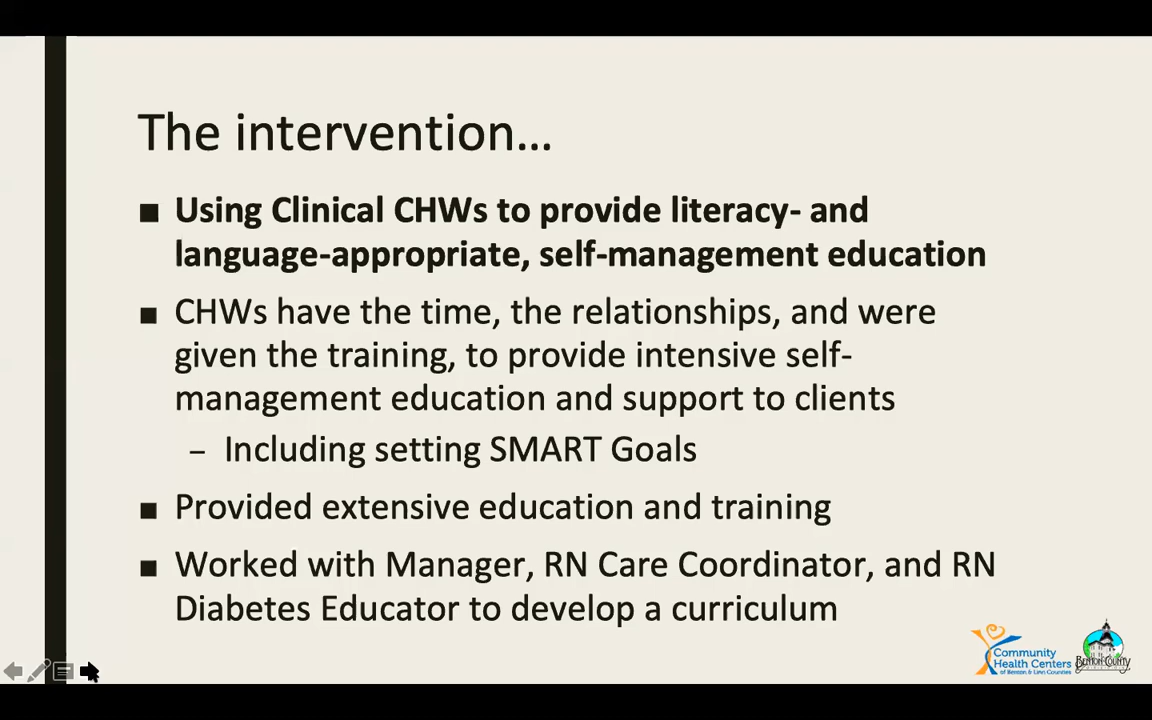 The intervention…
■ Using Clinical CHWs to provide literacy- and
language-appropriate, self-management education
■ CHWs have the time, the relationships, and were
given the training, to provide intensive self-
management education and support to clients
– Including setting SMART Goals
■ Provided extensive education and training
■ Worked with Manager, RN Care Coordinator, and RN
Diabetes Educator to develop a curriculum
Community
Health Centers
of Benton & Linn Counties
Benton County